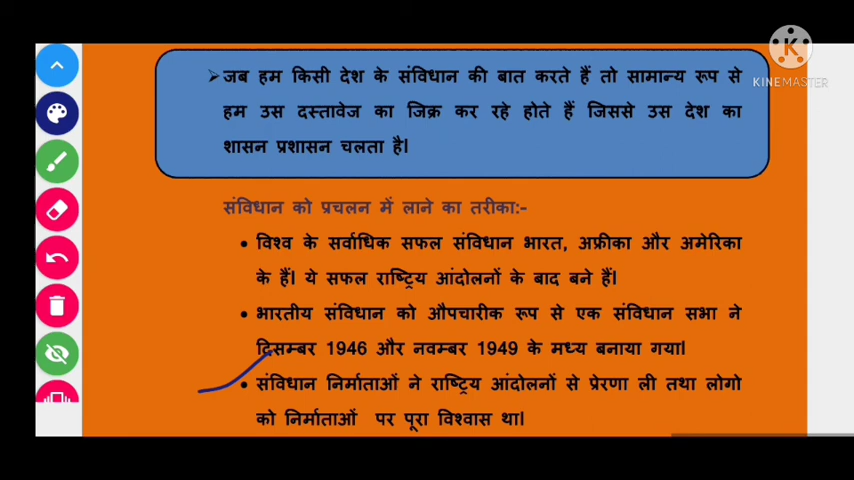 K
KINEMASTER
➢जब हम किसी देश के संविधान की बात करते हैं तो सामान्य रूप से
हम उस दस्तावेज का जिक्र कर रहे होते हैं जिससे उस देश का
शासन प्रशासन चलता है।
संविधान को प्रचलन में लाने का तरीका:-
• विश्व के सर्वाधिक सफल संविधान भारत, अफ्रीका और अमेरिका
के हैं। ये सफल राष्ट्रिय आंदोलनों के बाद बने हैं।
• भारतीय संविधान को औपचारीक रूप से एक संविधान सभा ने
दिसम्बर 1946 और नवम्बर 1949 के मध्य बनाया गया।
• संविधान निर्माताओं ने राष्ट्रिय आंदोलनों से प्रेरणा ली तथा लोगो
को निर्माताओं पर पूरा विश्वास था।